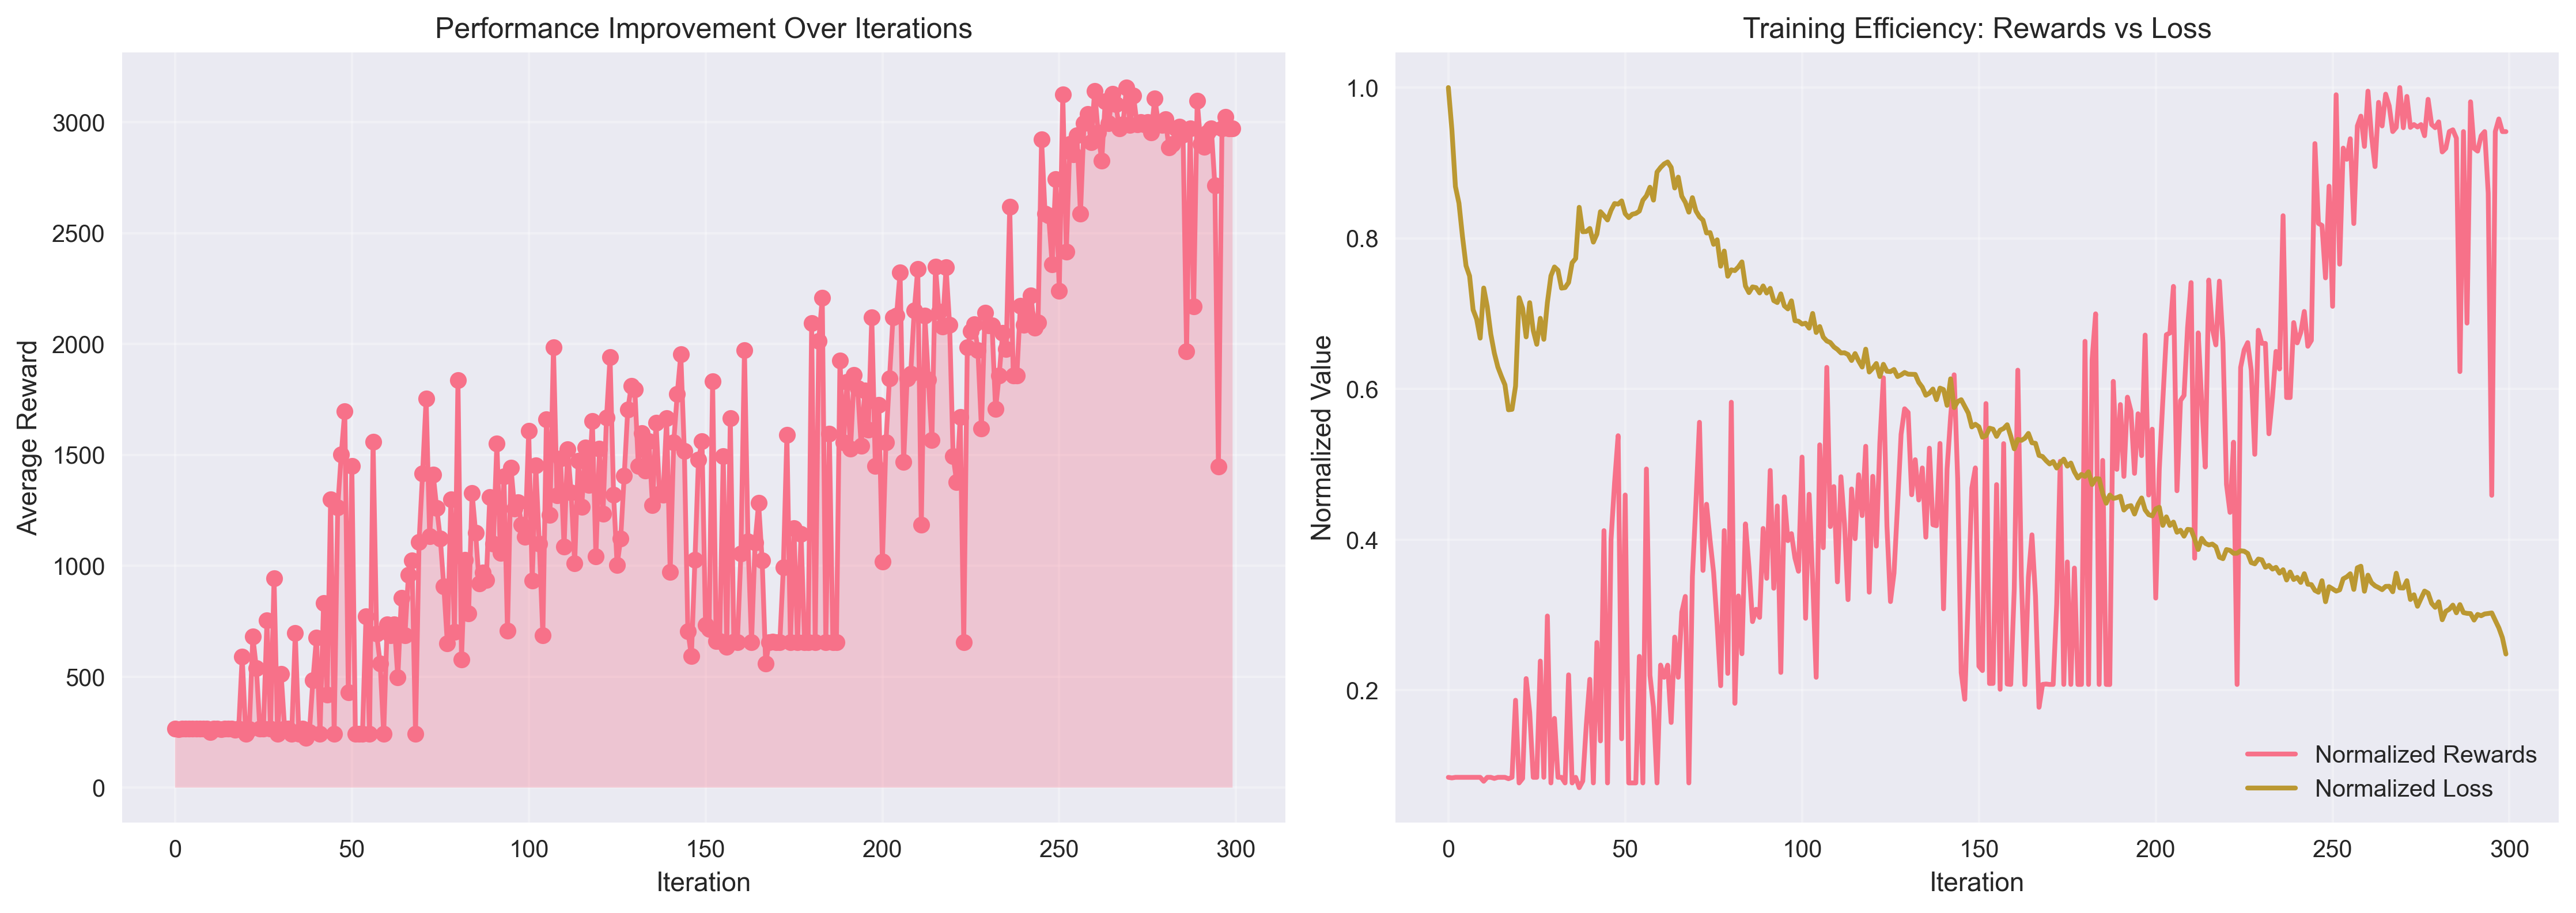 Performance Improvement Over Iterations
Average Reward
3000
2500
2000
1500
1000
500
0
0 50 100 150 200 250 300
Iteration
Training Efficiency: Rewards vs Loss
Normalized Value
1.0
0.8
0.6
0.4
0.2
Normalized Rewards
Normalized Loss
0 50 100 150 200 250 300
Iteration